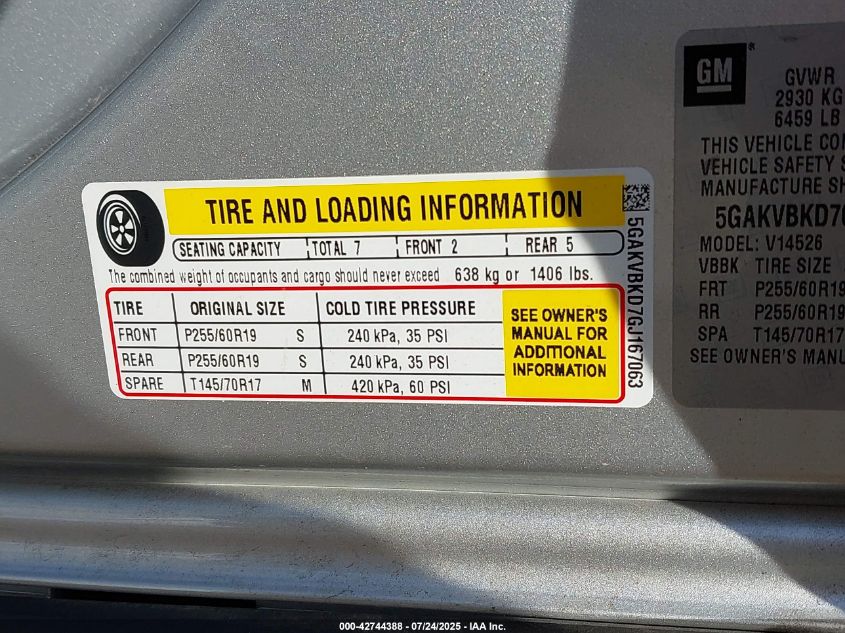 TIRE AND LOADING INFORMATION
SEATING CAPACITY TOTAL 7 FRONT 2 REAR 5
The combined weight of occupants and cargo should never exceed 638 kg or 1406 lbs.
TIRE ORIGINAL SIZE COLD TIRE PRESSURE
FRONT P255/60R19 S 240 kPa, 35 PSI
REAR P255/60R19 S 240 kPa, 35 PSI
SPARE T145/70R17 M 420 kPa, 60 PSI
SEE OWNER'S
MANUAL FOR
ADDITIONAL
INFORMATION
5GAKVBKD7GJ167063
GM®
GVWR
2930 KG
6459 LB
THIS VEHICLE CO
VEHICLE SAFETY S
MANUFACTURE SH
5GAKVBKD7
MODEL: V14526
VBBK TIRE SIZE
FRT P255/60R19
RR P255/60R19
SPA T145/70R17
SEE OWNER'S MANU
000-42744388 - 07/24/2025 - IAA Inc.